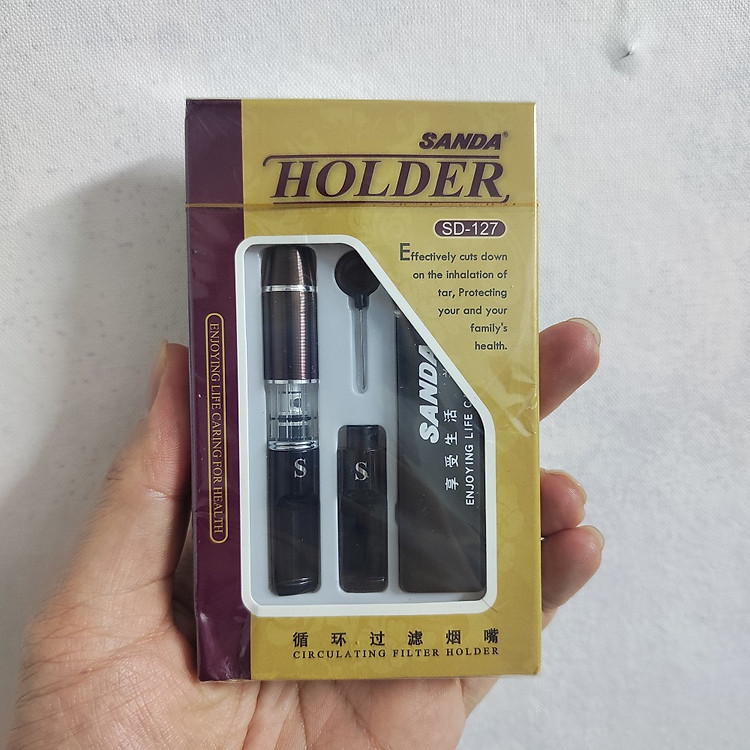 SANDA®
HOLDER
SD-127
Effectively cuts down
on the inhalation of
tar, Protecting
your and your
family's
health.
ENJOYING LIFE CARING FOR HEALTH
S
S
SANDA
享受生活
ENJOYING LIFE
循环过滤烟嘴
CIRCULATING FILTER HOLDER